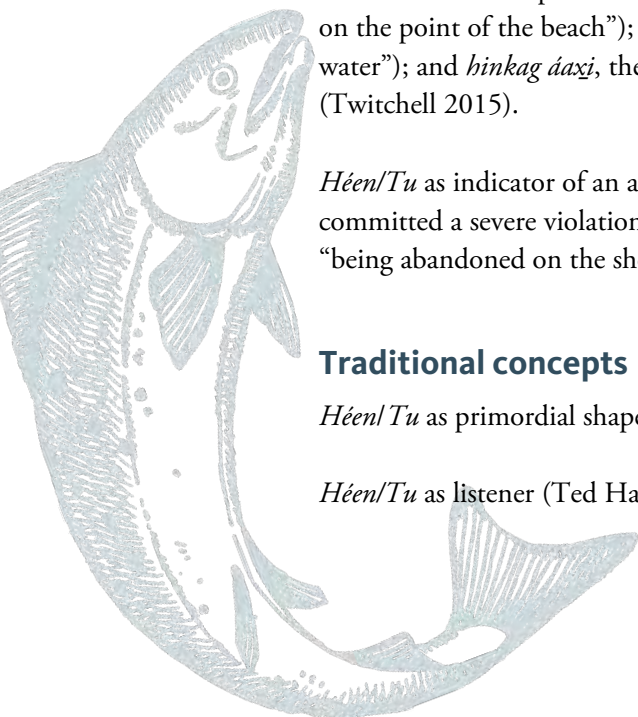 on the point of the beach”);
water”); and hinkag áax̱i, the
(Twitchell 2015).
Héen/Tu as indicator of an a
committed a severe violation
“being abandoned on the sh
Traditional concepts
Héen/Tu as primordial shap
Héen/Tu as listener (Ted Ha